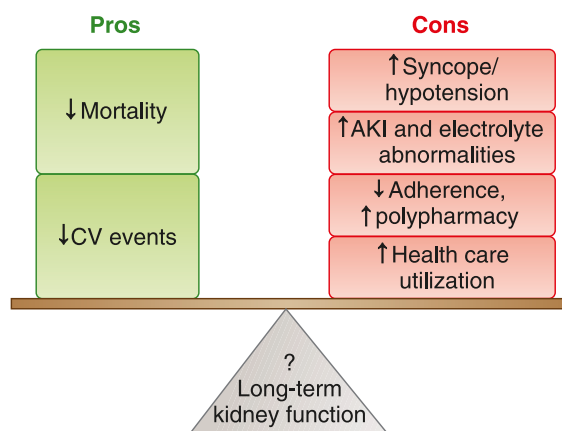 Pros
↓Mortality
↓CV events
Cons
↑Syncope/
hypotension
↑AKI and electrolyte
abnormalities
↓Adherence,
↑polypharmacy
↑Health care
utilization
?
Long-term
kidney function